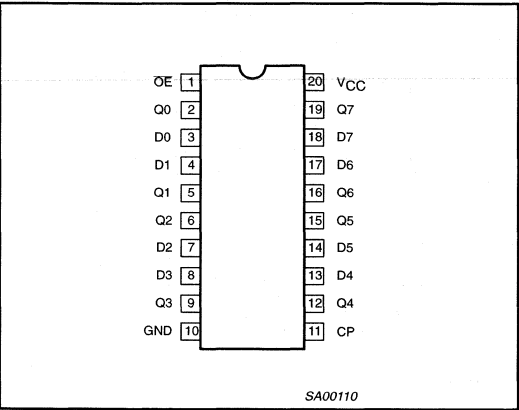 O̅E̅ 1 20 VCC
Q0 2 19 Q7
D0 3 18 D7
D1 4 17 D6
Q1 5 16 Q6
Q2 6 15 Q5
D2 7 14 D5
D3 8 13 D4
Q3 9 12 Q4
GND 10 11 CP
SA00110